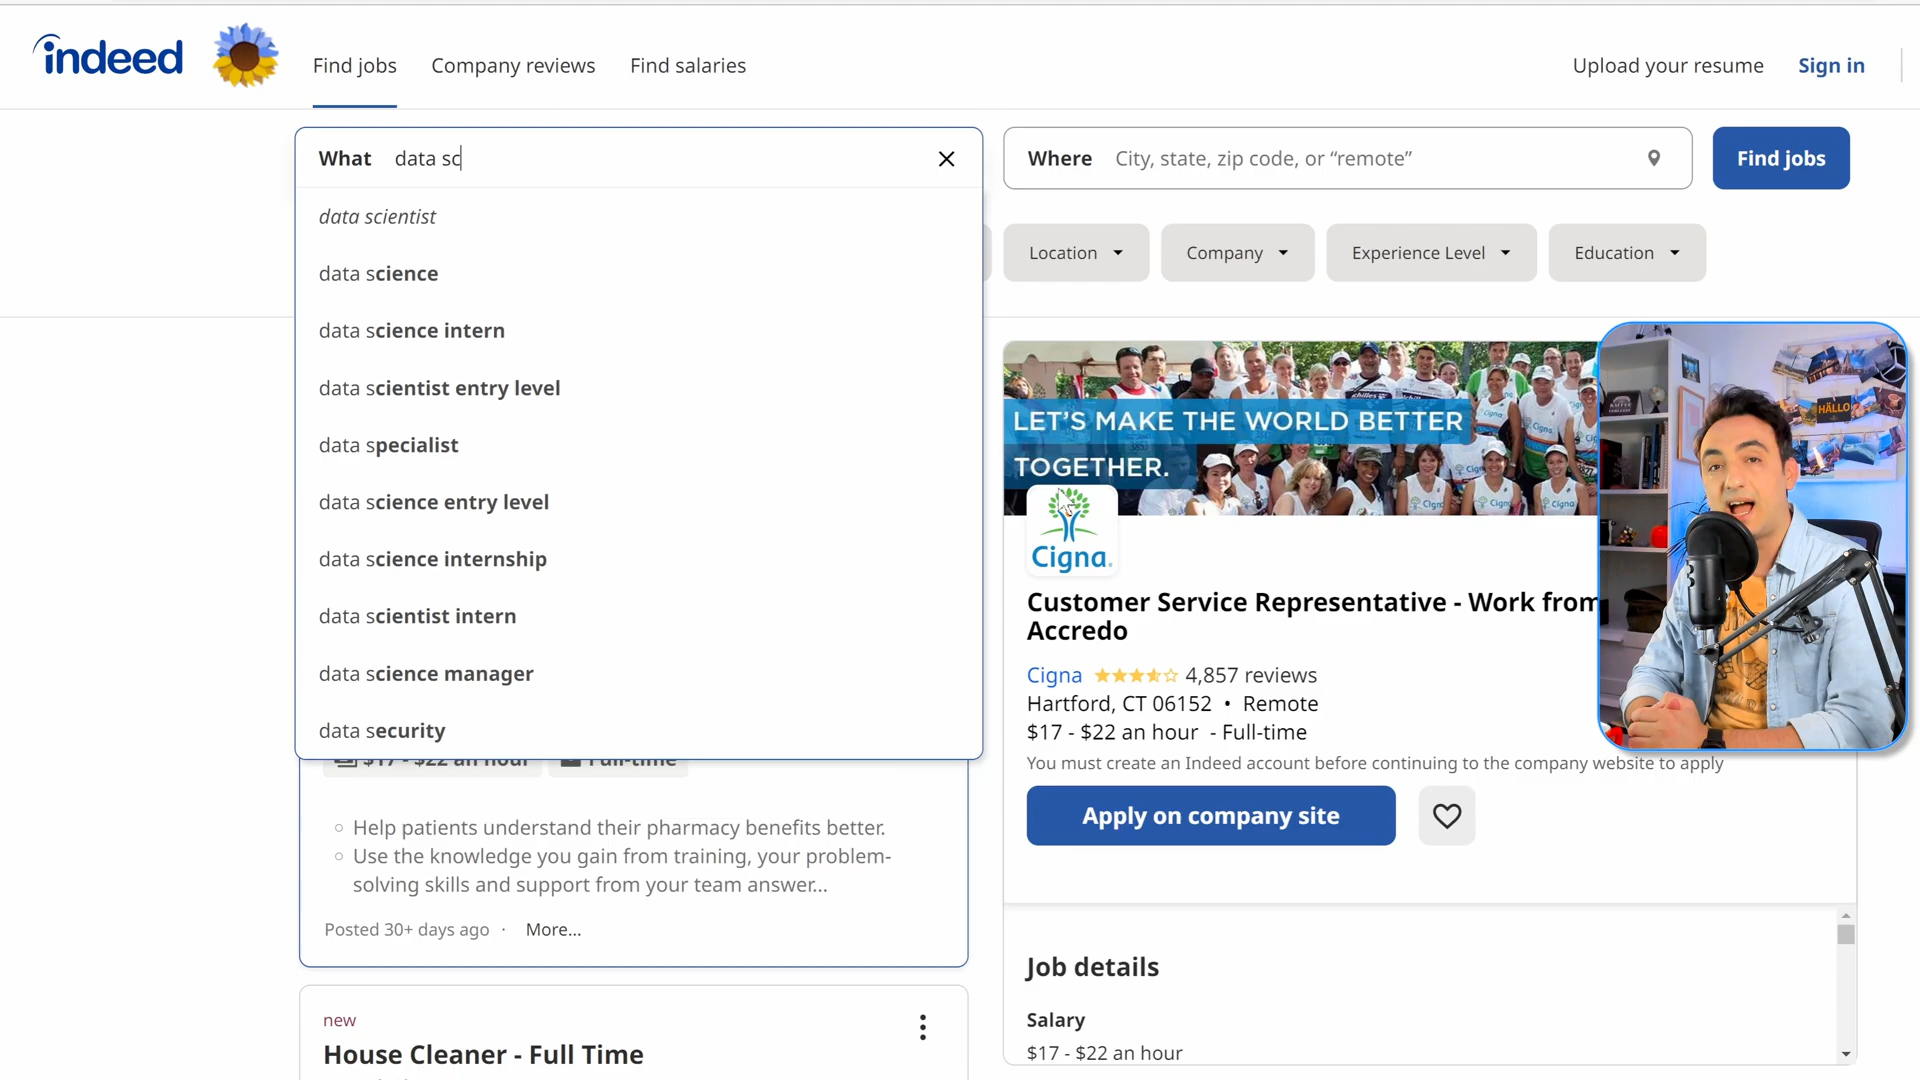 indeed
Find jobs
Company reviews
Find salaries
Upload your resume
Sign in
What data sc
Where City, state, zip code, or “remote”
Find jobs
data scientist
data science
data science intern
data scientist entry level
data specialist
data science entry level
data science internship
data scientist intern
data science manager
data security
Location
Company
Experience Level
Education
$17 - $22 an hour
Full-time
Help patients understand their pharmacy benefits better.
Use the knowledge you gain from training, your problem-
solving skills and support from your team answer...
Posted 30+ days ago · More...
new
House Cleaner - Full Time
LET'S MAKE THE WORLD BETTER
TOGETHER.
Cigna.
Customer Service Representative - Work from
Accredo
Cigna 4,857 reviews
Hartford, CT 06152 • Remote
$17 - $22 an hour - Full-time
You must create an Indeed account before continuing to the company website to apply
Apply on company site
Job details
Salary
$17 - $22 an hour
HALLO